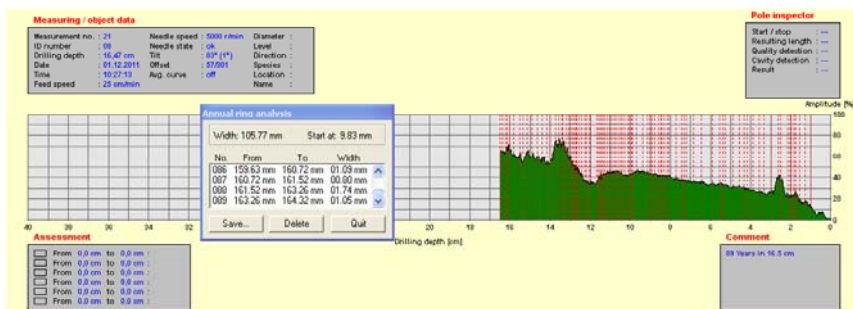 Measuring / object data
Measurement no. : 21 Needle speed : 5000 r/min Diameter :
ID number : 08 Needle state : ok Level :
Drilling depth : 16,47 cm Tilt : 03° (1°) Direction :
Date : 01.12.2011 Offset : 57/301 Species :
Time : 10:27:13 Avg. curve : off Location :
Feed speed : 25 cm/min Name :
Pole inspector
Start / stop : ---
Resulting length : ---
Quality detection : ---
Cavity detection : ---
Result : ---
Amplitude [%]
100
80
60
40
20
0
Annual ring analysis
Width: 105.77 mm Start at: 9.83 mm
No. From To Width
086 159.63 mm 160.72 mm 01.09 mm
087 160.72 mm 161.52 mm 00.80 mm
088 161.52 mm 163.26 mm 01.74 mm
089 163.26 mm 164.32 mm 01.05 mm
Save... Delete Quit
40 38 36 34 32 20 18 16 14 12 10 8 6 4 2 0
Drilling depth [cm]
Assessment
From 0,0 cm to 0,0 cm :
From 0,0 cm to 0,0 cm :
From 0,0 cm to 0,0 cm :
From 0,0 cm to 0,0 cm :
From 0,0 cm to 0,0 cm :
From 0,0 cm to 0,0 cm :
Comment
89 Years in 16.5 cm